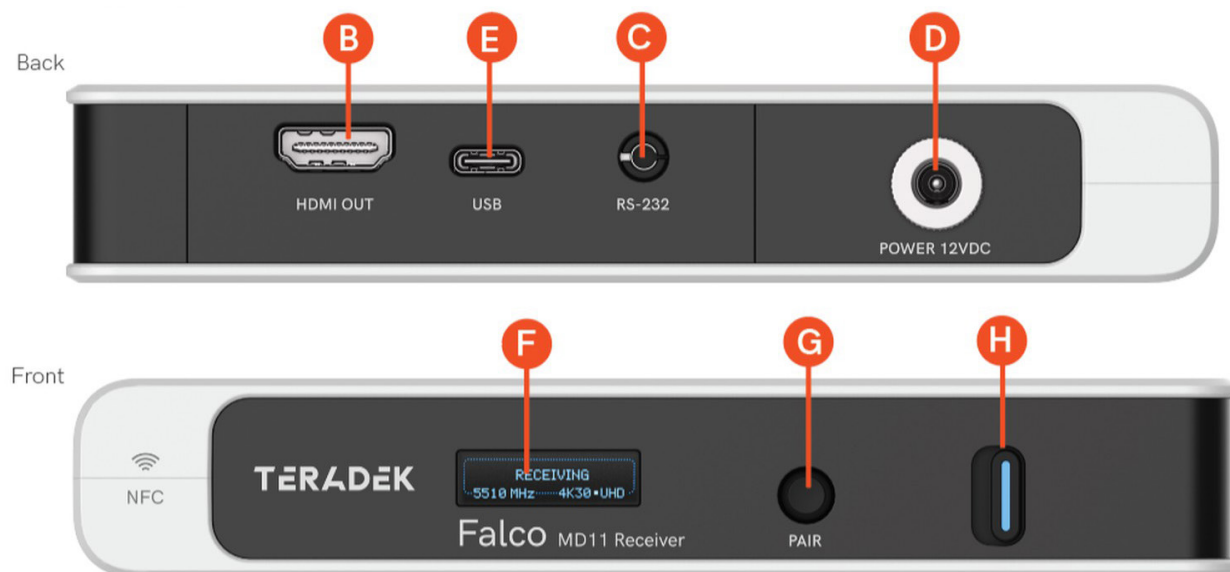 B
E
C
D
Back
HDMI OUT
USB
RS-232
POWER 12VDC
F
G
H
Front
RECEIVING
5510 MHz 4K30•UHD
NFC
TERADEK
Falco MD11 Receiver
PAIR